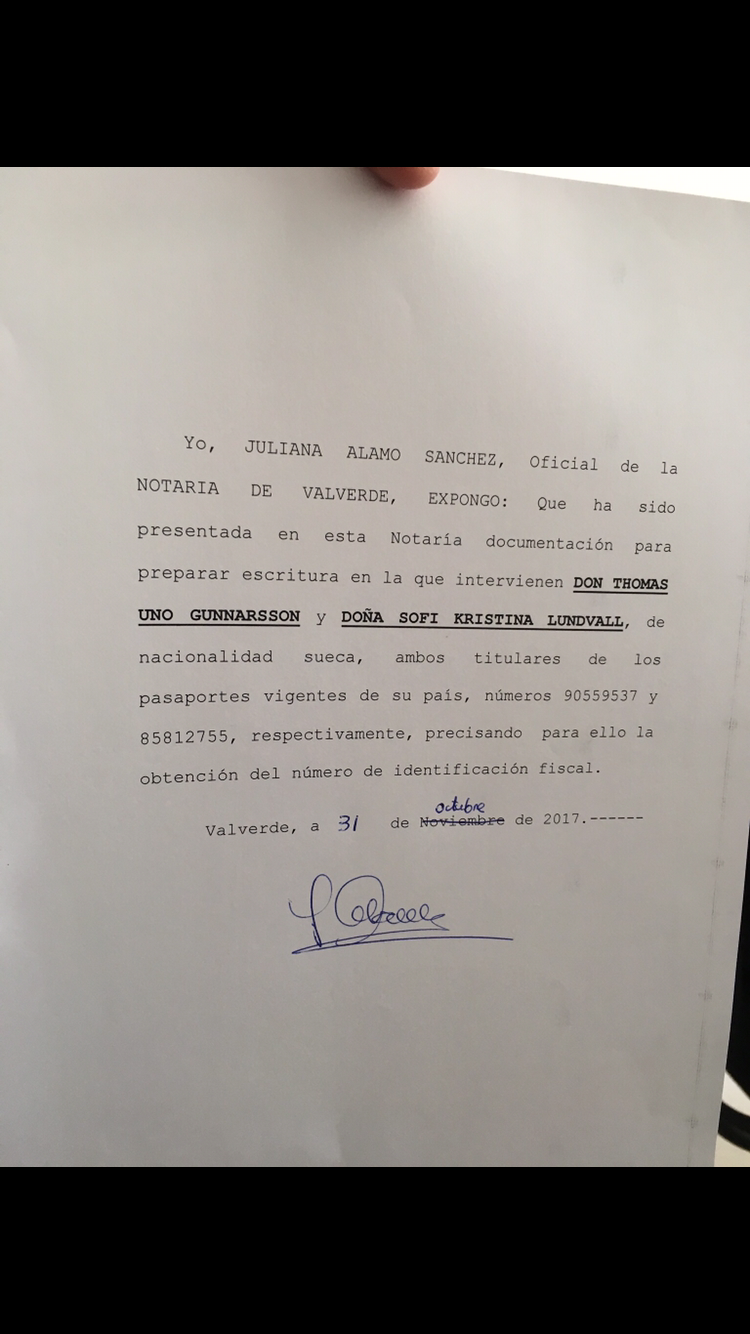 Yo, JULIANA ALAMO SANCHEZ, Oficial de la
NOTARIA DE VALVERDE, EXPONGO: Que ha sido
presentada en esta Notaría documentación para
preparar escritura en la que intervienen DON THOMAS
UNO GUNNARSSON y DOÑA SOFI KRISTINA LUNDVALL, de
nacionalidad sueca, ambos titulares de los
pasaportes vigentes de su país, números 90559537 y
85812755, respectivamente, precisando para ello la
obtención del número de identificación fiscal.
octubre
Valverde, a 31 de Noviembre de 2017.------